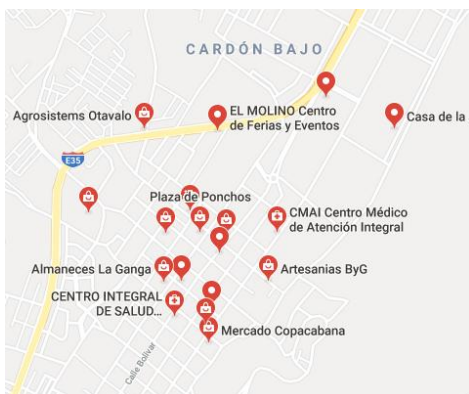 CARDÓN BAJO
Agrosistems Otavalo
EL MOLINO Centro
de Ferias y Eventos
Casa de la
E35
Plaza de Ponchos
CMAI Centro Médico
de Atención Integral
Almaneces La Ganga
Artesanias ByG
CENTRO INTEGRAL
DE SALUD...
Mercado Copacabana
Calle Bolívar